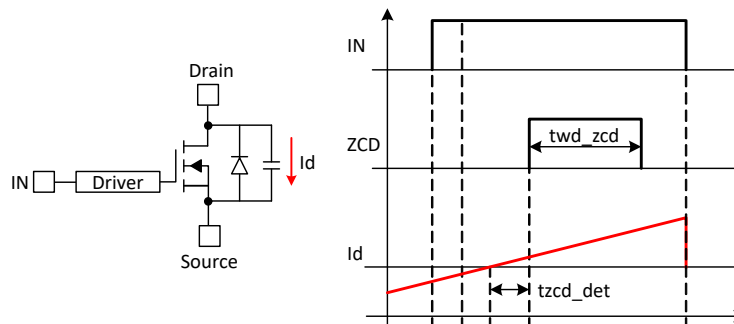 Drain
IN
Driver
Id
Source
IN
ZCD
twd_zcd
Id
tzcd_det